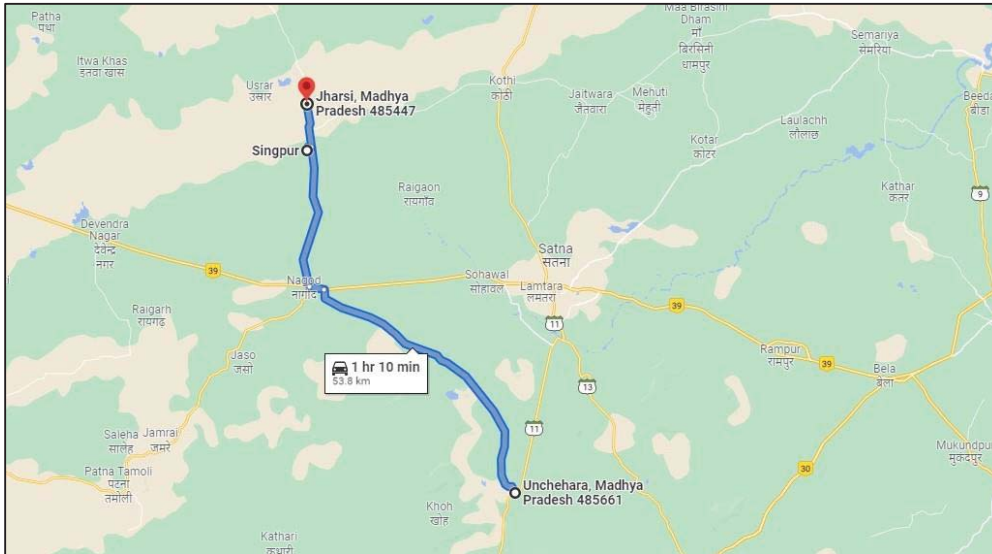 Patha
पथा
Maa Birasini
Dham
माँ
बिरसिनी
धामपुर
Semariya
सेमरिया
Itwa Khas
इतवा खास
Usrar
उस्रार
Kothi
कोठी
Jaitwara
जैतवारा
Mehuti
मेहुती
Beeda
बीडा
Jharsi, Madhya
Pradesh 485447
Laulachh
लौलाछ
Kotar
कोटर
Singpur
Raigaon
रायगाँव
Kathar
कतर
9
Devendra
Nagar
देवेन्द्र
नगर
Satna
सतना
39
Nagod
नागोद
Sohawal
सोहावल
Lamtara
लमतरा
39
Raigarh
रायगढ़
11
Rampur
रामपुर
39
Jaso
जसो
1 hr 10 min
53.8 km
Bela
बेला
13
Saleha
सालेह
Jamrai
जमरे
11
Mukundpur
मुकुंदपुर
Patna Tamoli
पटना
तमोली
30
Unchehara, Madhya
Pradesh 485661
Khoh
खोह
Kathari
कथारी